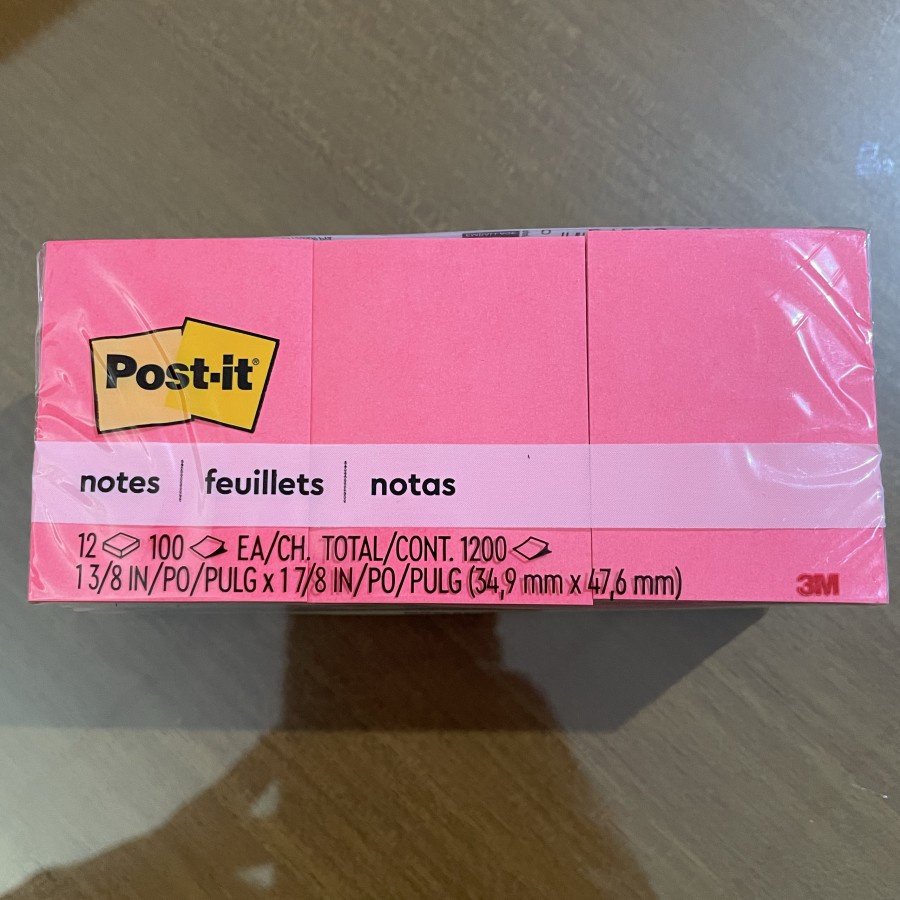 Post-it®
notes | feuillets | notas
12 100 EA/CH. TOTAL/CONT. 1200
1 3/8 IN/PO/PULG x 1 7/8 IN/PO/PULG (34,9 mm x 47,6 mm)
3M